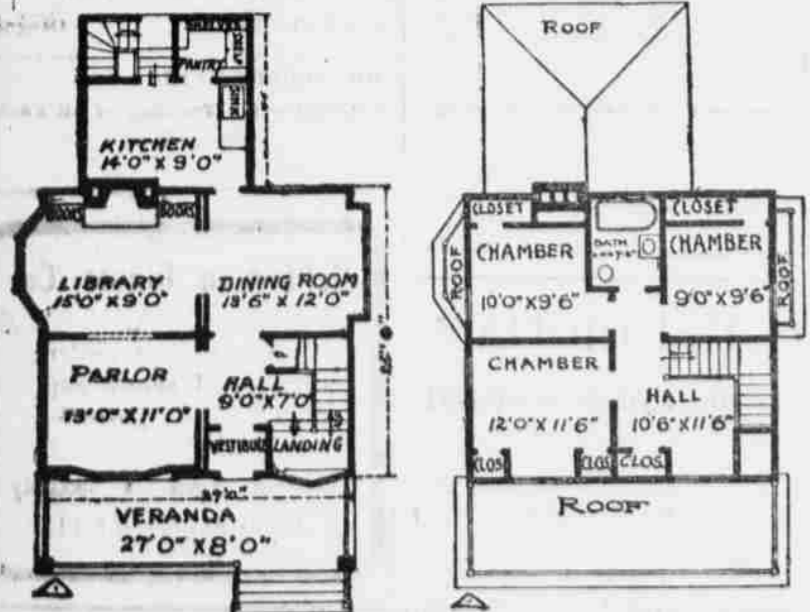 PANTRY
SINK
KITCHEN
14'0" X 9'0"
BOOKS
BOOKS
LIBRARY
15'0" X 9'0"
DINING ROOM
13'6" X 12'0"
PARLOR
13'0" X 11'0"
HALL
9'0" X 7'0"
VESTIBULE
LANDING
VERANDA
27'0" X 8'0"
ROOF
CLOSET
CLOSET
ROOF
CHAMBER
10'0" X 9'6"
BATH
CHAMBER
9'0" X 9'6"
ROOF
CHAMBER
12'0" X 11'6"
HALL
10'6" X 11'6"
CLOS
CLOS
CLOS.
ROOF